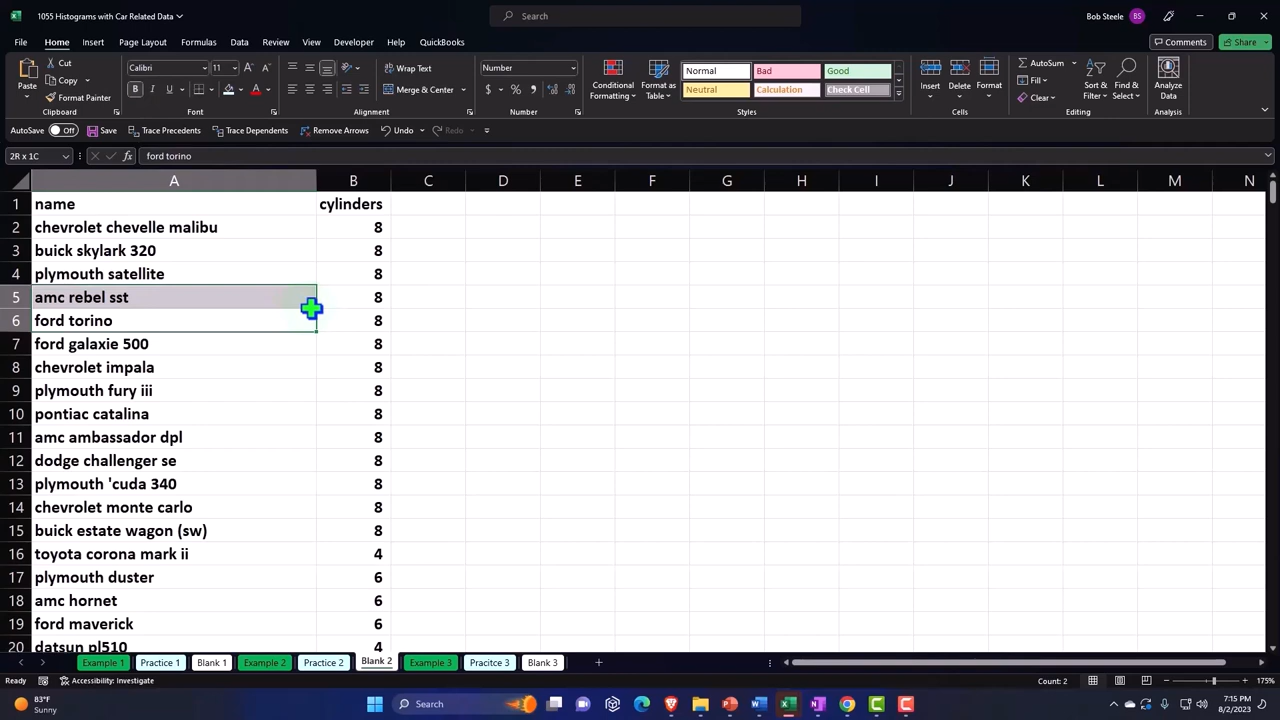 1055 Histograms with Car Related Data
Search
Bob Steele
BS
File
Home
Insert
Page Layout
Formulas
Data
Review
View
Developer
Help
QuickBooks
Comments
Share
Paste
Cut
Copy
Format Painter
Clipboard
Calibri
11
Font
Wrap Text
Merge & Center
Alignment
Number
Number
Conditional Formatting
Format as Table
Normal
Bad
Good
Neutral
Calculation
Check Cell
Styles
Insert
Delete
Format
Cells
AutoSum
Fill
Clear
Sort & Filter
Find & Select
Editing
Analyze Data
Analysis
AutoSave Off
Save
Trace Precedents
Trace Dependents
Remove Arrows
Undo
Redo
2R x 1C
fx
ford torino
A B C D E F G H I J K L M N
1 name cylinders
2 chevrolet chevelle malibu 8
3 buick skylark 320 8
4 plymouth satellite 8
5 amc rebel sst 8
6 ford torino 8
7 ford galaxie 500 8
8 chevrolet impala 8
9 plymouth fury iii 8
10 pontiac catalina 8
11 amc ambassador dpl 8
12 dodge challenger se 8
13 plymouth 'cuda 340 8
14 chevrolet monte carlo 8
15 buick estate wagon (sw) 8
16 toyota corona mark ii 4
17 plymouth duster 6
18 amc hornet 6
19 ford maverick 6
20 datsun pl510 4
Example 1
Practice 1
Blank 1
Example 2
Practice 2
Blank 2
Example 3
Pracitce 3
Blank 3
Ready
Accessibility: Investigate
Count: 2
175%
83°F
Sunny
Search
7:15 PM
8/2/2023